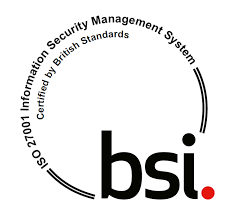 ISO 27001 Information Security Management System
Certified by British Standards
bsi.